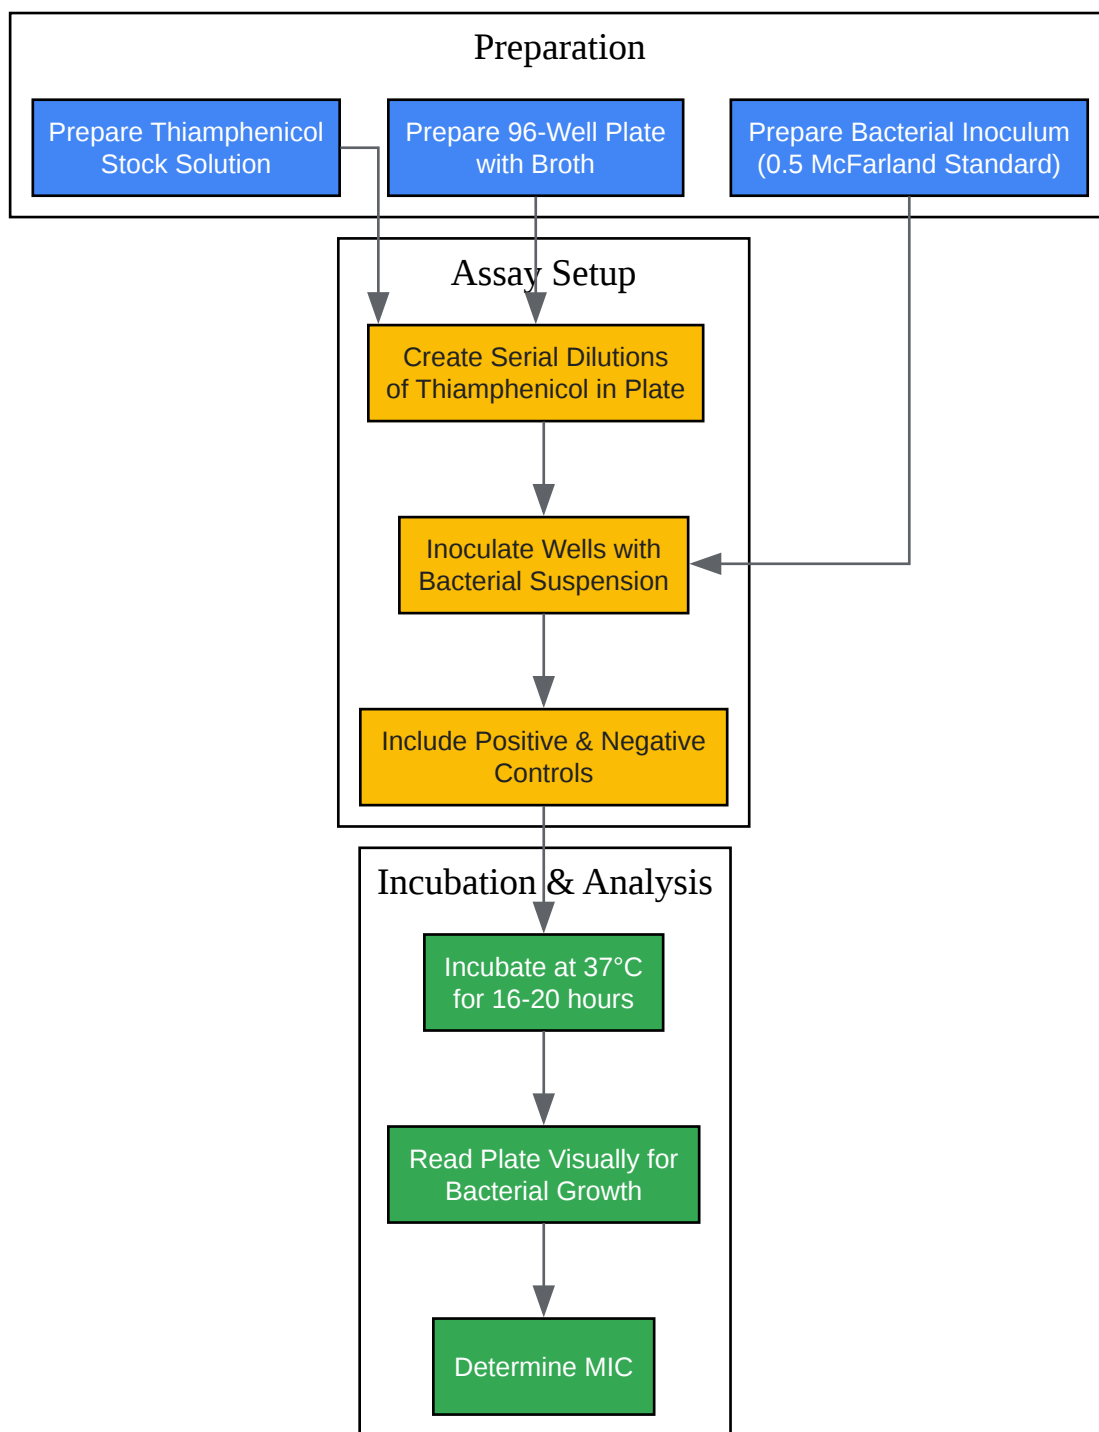 Preparation
Prepare Thiamphenicol
Stock Solution
Prepare 96-Well Plate
with Broth
Prepare Bacterial Inoculum
(0.5 McFarland Standard)
Assay Setup
Create Serial Dilutions
of Thiamphenicol in Plate
Inoculate Wells with
Bacterial Suspension
Include Positive & Negative
Controls
Incubation & Analysis
Incubate at 37°C
for 16-20 hours
Read Plate Visually for
Bacterial Growth
Determine MIC